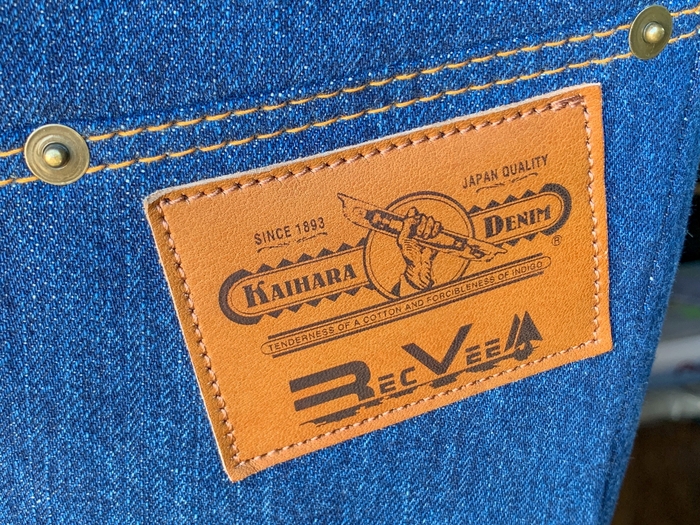 SINCE 1893
JAPAN QUALITY
KAIHARA DENIM ®
TENDERNESS OF A COTTON AND FORCIBLENESS OF INDIGO
RECVEE